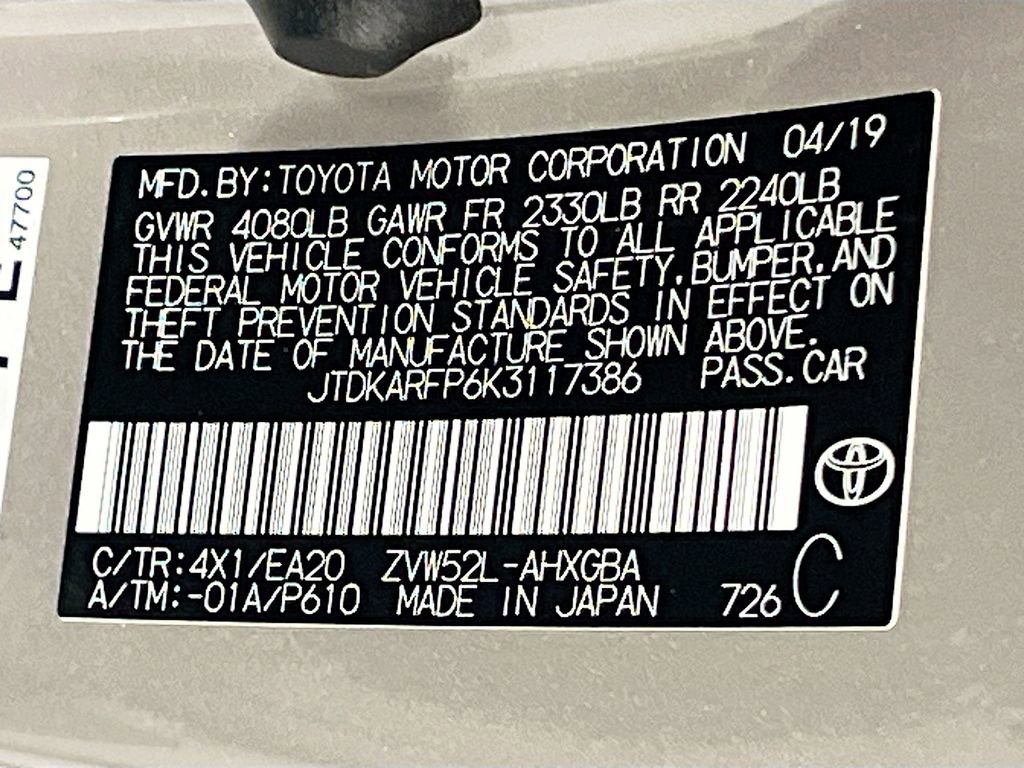 MFD. BY: TOYOTA MOTOR CORPORATION 04/19
GVWR 4080LB GAWR FR 2330LB RR 2240LB
THIS VEHICLE CONFORMS TO ALL APPLICABLE
FEDERAL MOTOR VEHICLE SAFETY, BUMPER, AND
THEFT PREVENTION STANDARDS IN EFFECT ON
THE DATE OF MANUFACTURE SHOWN ABOVE.
JTDKARFP6K3117386 PASS. CAR
C/TR: 4X1/EA20 ZVW52L-AHXGBA
A/TM:-01A/P610 MADE IN JAPAN 726 C
47700